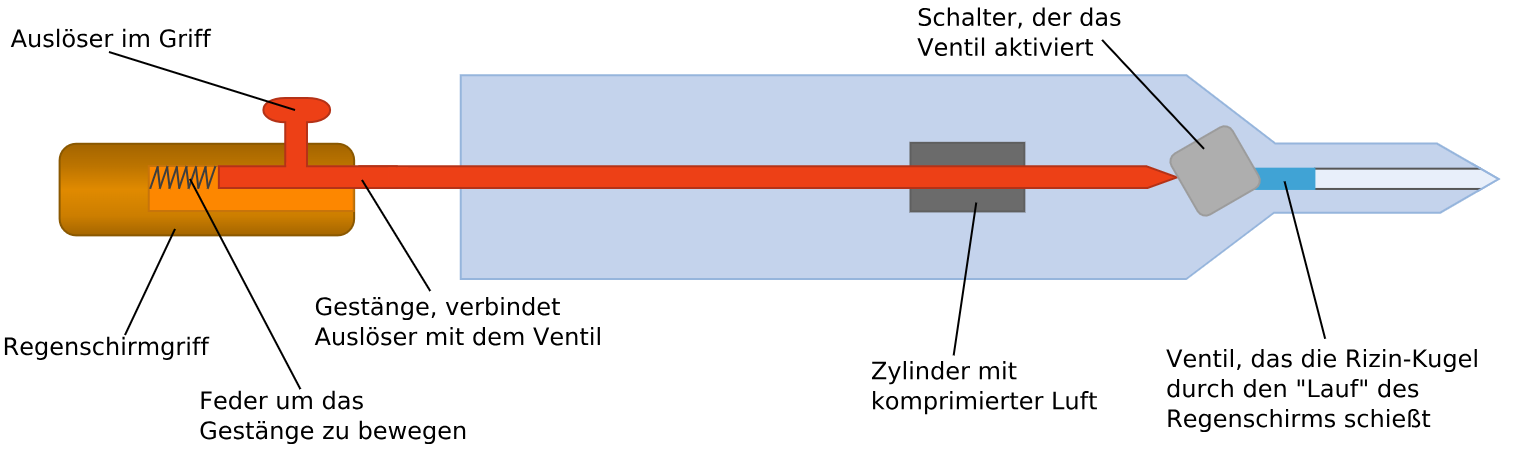 Auslöser im Griff
Schalter, der das
Ventil aktiviert
Gestänge, verbindet
Auslöser mit dem Ventil
Regenschirmgriff
Feder um das
Gestänge zu bewegen
Zylinder mit
komprimierter Luft
Ventil, das die Rizin-Kugel
durch den "Lauf" des
Regenschirms schießt